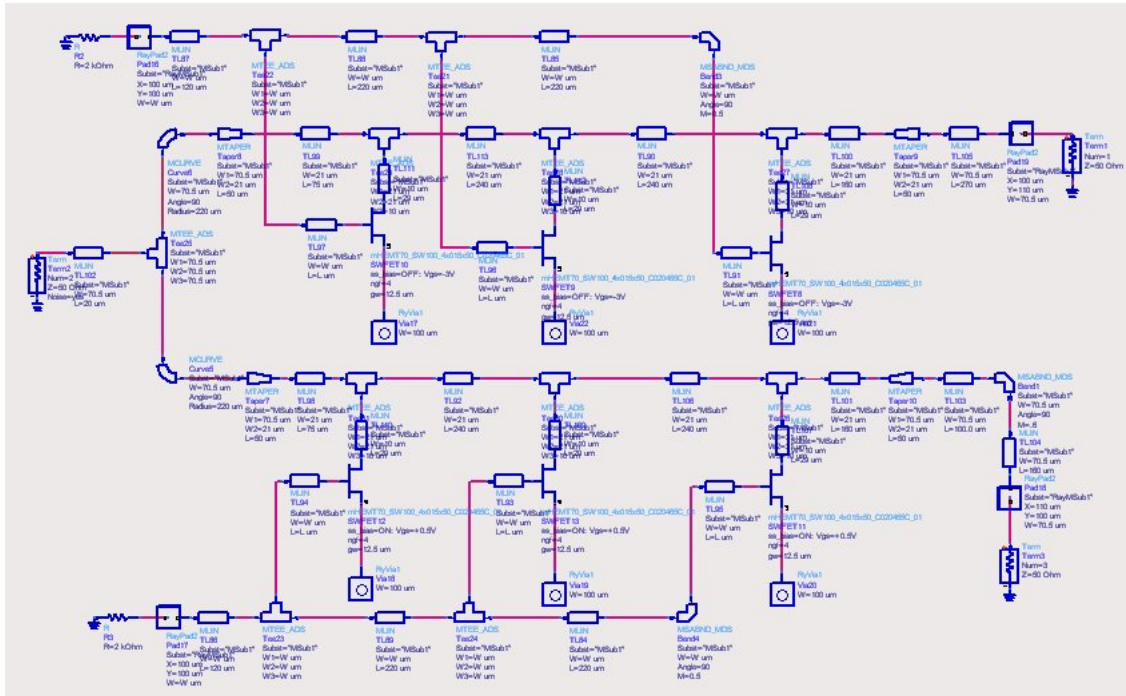 R
R2
R=2 kOhm
RayPad2
Pad16
X=100 um
Y=100 um
W=W um
MLIN
TL87
L=120 um
MTEE_ADS
Tee22
Subst="MSub1"
W1=W um
W2=W um
W3=W um
MLIN
TL88
Subst="MSub1"
W=W um
L=220 um
MTEE_ADS
Tee21
Subst="MSub1"
W1=W um
W2=W um
W3=W um
MLIN
TL85
Subst="MSub1"
W=W um
L=220 um
MSABND_MDS
Bend3
Subst="MSub1"
W=W um
Angle=90
M=0.5
MCURVE
Curve6
Subst="MSub1"
W=70.5 um
Angle=90
Radius=220 um
MTAPER
Taper8
Subst="MSub1"
W1=70.5 um
W2=21 um
L=50 um
MLIN
TL99
Subst="MSub1"
W=21 um
L=75 um
TL111
MLIN
TL113
Subst="MSub1"
W=21 um
L=240 um
MTEE_ADS
MLIN
TL90
Subst="MSub1"
W=21 um
L=240 um
MTEE_ADS
MLIN
TL100
Subst="MSub1"
W=21 um
L=160 um
MTAPER
Taper9
Subst="MSub1"
W1=70.5 um
W2=21 um
L=50 um
MLIN
TL105
Subst="MSub1"
W=70.5 um
L=270 um
RayPad2
Pad19
X=100 um
Y=110 um
W=70.5 um
Term
Term1
Num=1
Z=50 Ohm
MLIN
TL97
Subst="MSub1"
W=W um
L=L um
mHEMT70_SW100_4x015x50_C020465C_01
SWFET10
ss_bias=OFF: Vgs=-3V
ngf=4
gw=12.5 um
MLIN
TL96
Subst="MSub1"
W=W um
L=L um
SWFET9
ss_bias=OFF: Vgs=-3V
MLIN
TL91
Subst="MSub1"
W=W um
L=L um
SWFET8
ss_bias=OFF: Vgs=-3V
ngf=4
RyVia1
Via17
W=100 um
RyVia1
Via22
W=100 um
RyVia1
Via21
W=100 um
Term
Term2
Num=2
Z=50 Ohm
Noise=yes
MLIN
TL102
Subst="MSub1"
W=70.5 um
L=20 um
MTEE_ADS
Tee25
Subst="MSub1"
W1=70.5 um
W2=70.5 um
W3=70.5 um
MCURVE
Curve5
W=70.5 um
Angle=90
Radius=220 um
MTAPER
Taper7
Subst="MSub1"
W1=70.5 um
W2=21 um
L=50 um
MLIN
TL98
Subst="MSub1"
W=21 um
L=75 um
MTEE_ADS
MLIN
TL92
Subst="MSub1"
W=21 um
L=240 um
MTEE_ADS
MLIN
TL106
Subst="MSub1"
W=21 um
L=240 um
MTEE_ADS
MLIN
TL101
Subst="MSub1"
W=21 um
L=160 um
MTAPER
Taper10
Subst="MSub1"
W1=70.5 um
W2=21 um
L=50 um
MLIN
TL103
Subst="MSub1"
W=70.5 um
L=100.0 um
MSABND_MDS
Bend1
Subst="MSub1"
W=70.5 um
Angle=90
M=.5
MLIN
TL104
Subst="MSub1"
W=70.5 um
L=160 um
RayPad2
Pad18
Subst="RayMSub1"
X=110 um
Y=100 um
W=70.5 um
Term
Term3
Num=3
Z=50 Ohm
MLIN
TL94
Subst="MSub1"
W=W um
L=L um
SWFET12
ss_bias=ON: Vgs=+0.5V
ngf=4
gw=12.5 um
MLIN
TL93
Subst="MSub1"
W=W um
L=L um
SWFET13
ss_bias=ON: Vgs=+0.5V
ngf=4
gw=12.5 um
MLIN
TL95
Subst="MSub1"
W=W um
L=L um
mHEMT70_SW100_4x015x50_C020465C_01
SWFET11
ss_bias=ON: Vgs=+0.5V
ngf=4
gw=12.5 um
RyVia1
Via18
W=100 um
RyVia1
Via19
W=100 um
RyVia1
Via20
W=100 um
R
R3
R=2 kOhm
RayPad2
Pad17
X=100 um
Y=100 um
W=W um
MLIN
TL86
L=120 um
MTEE_ADS
Tee23
Subst="MSub1"
W1=W um
W2=W um
W3=W um
MLIN
TL89
Subst="MSub1"
W=W um
L=220 um
MTEE_ADS
Tee24
Subst="MSub1"
W1=W um
W2=W um
W3=W um
MLIN
TL84
Subst="MSub1"
W=W um
L=220 um
MSABND_MDS
Bend4
Subst="MSub1"
W=W um
Angle=90
M=0.5